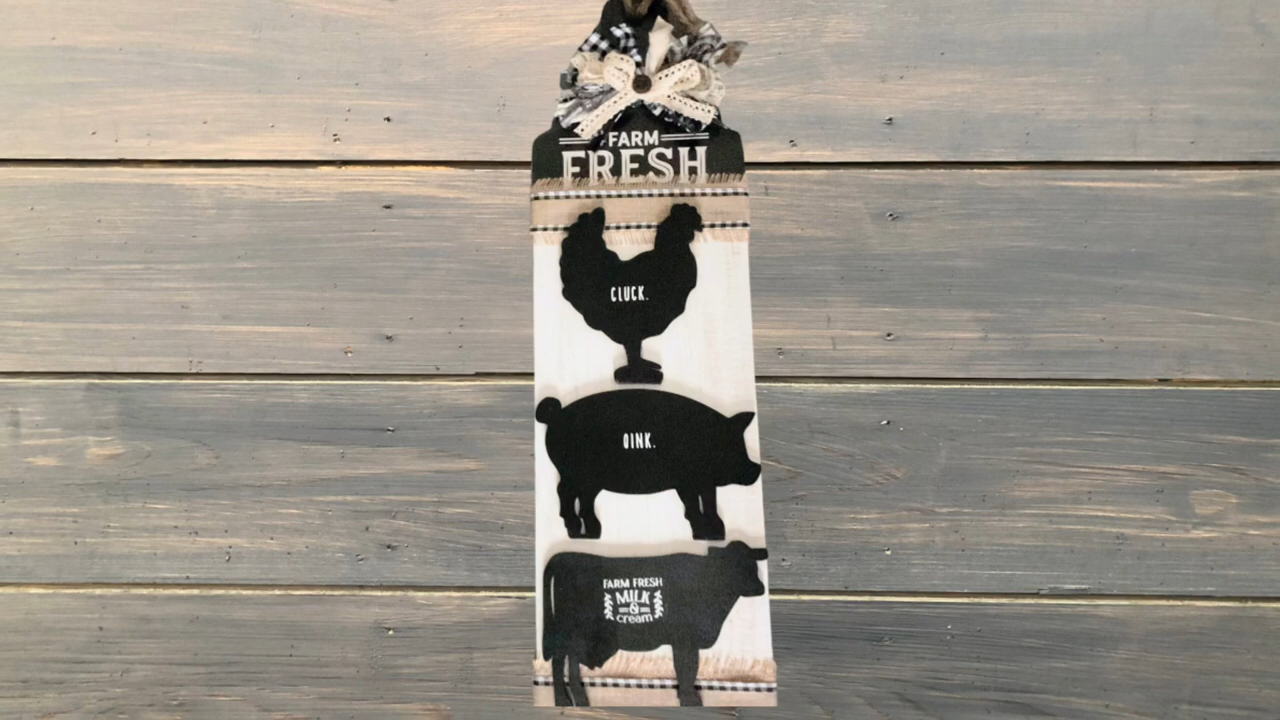 FARM
FRESH
CLUCK.
OINK.
FARM FRESH
MILK
&
cream